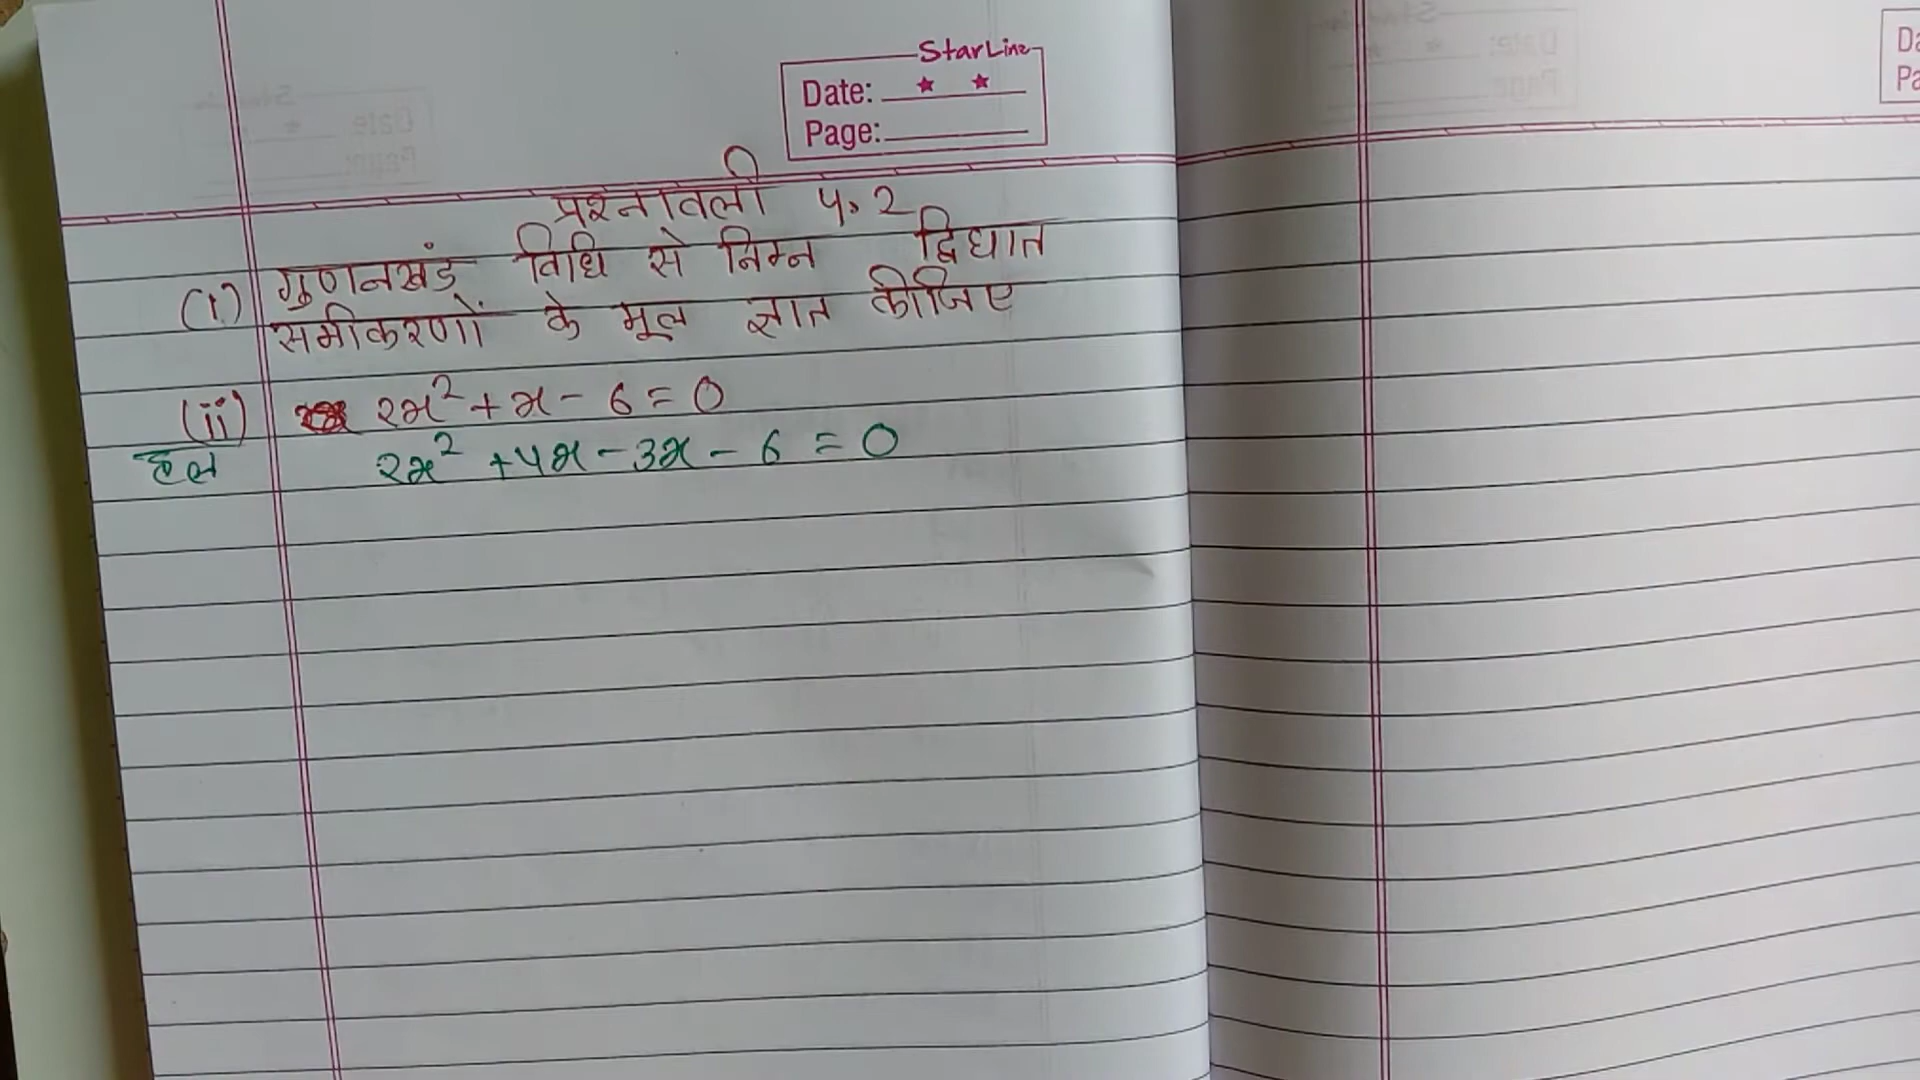 StarLine
Date:
Page:
प्रश्नावली 4.2
(1.) गुणनखंड विधि से निम्न द्विघात
समीकरणों के मूल ज्ञात कीजिए
(ii) 2x² + x - 6 = 0
हल 2x² + 4x - 3x - 6 = 0